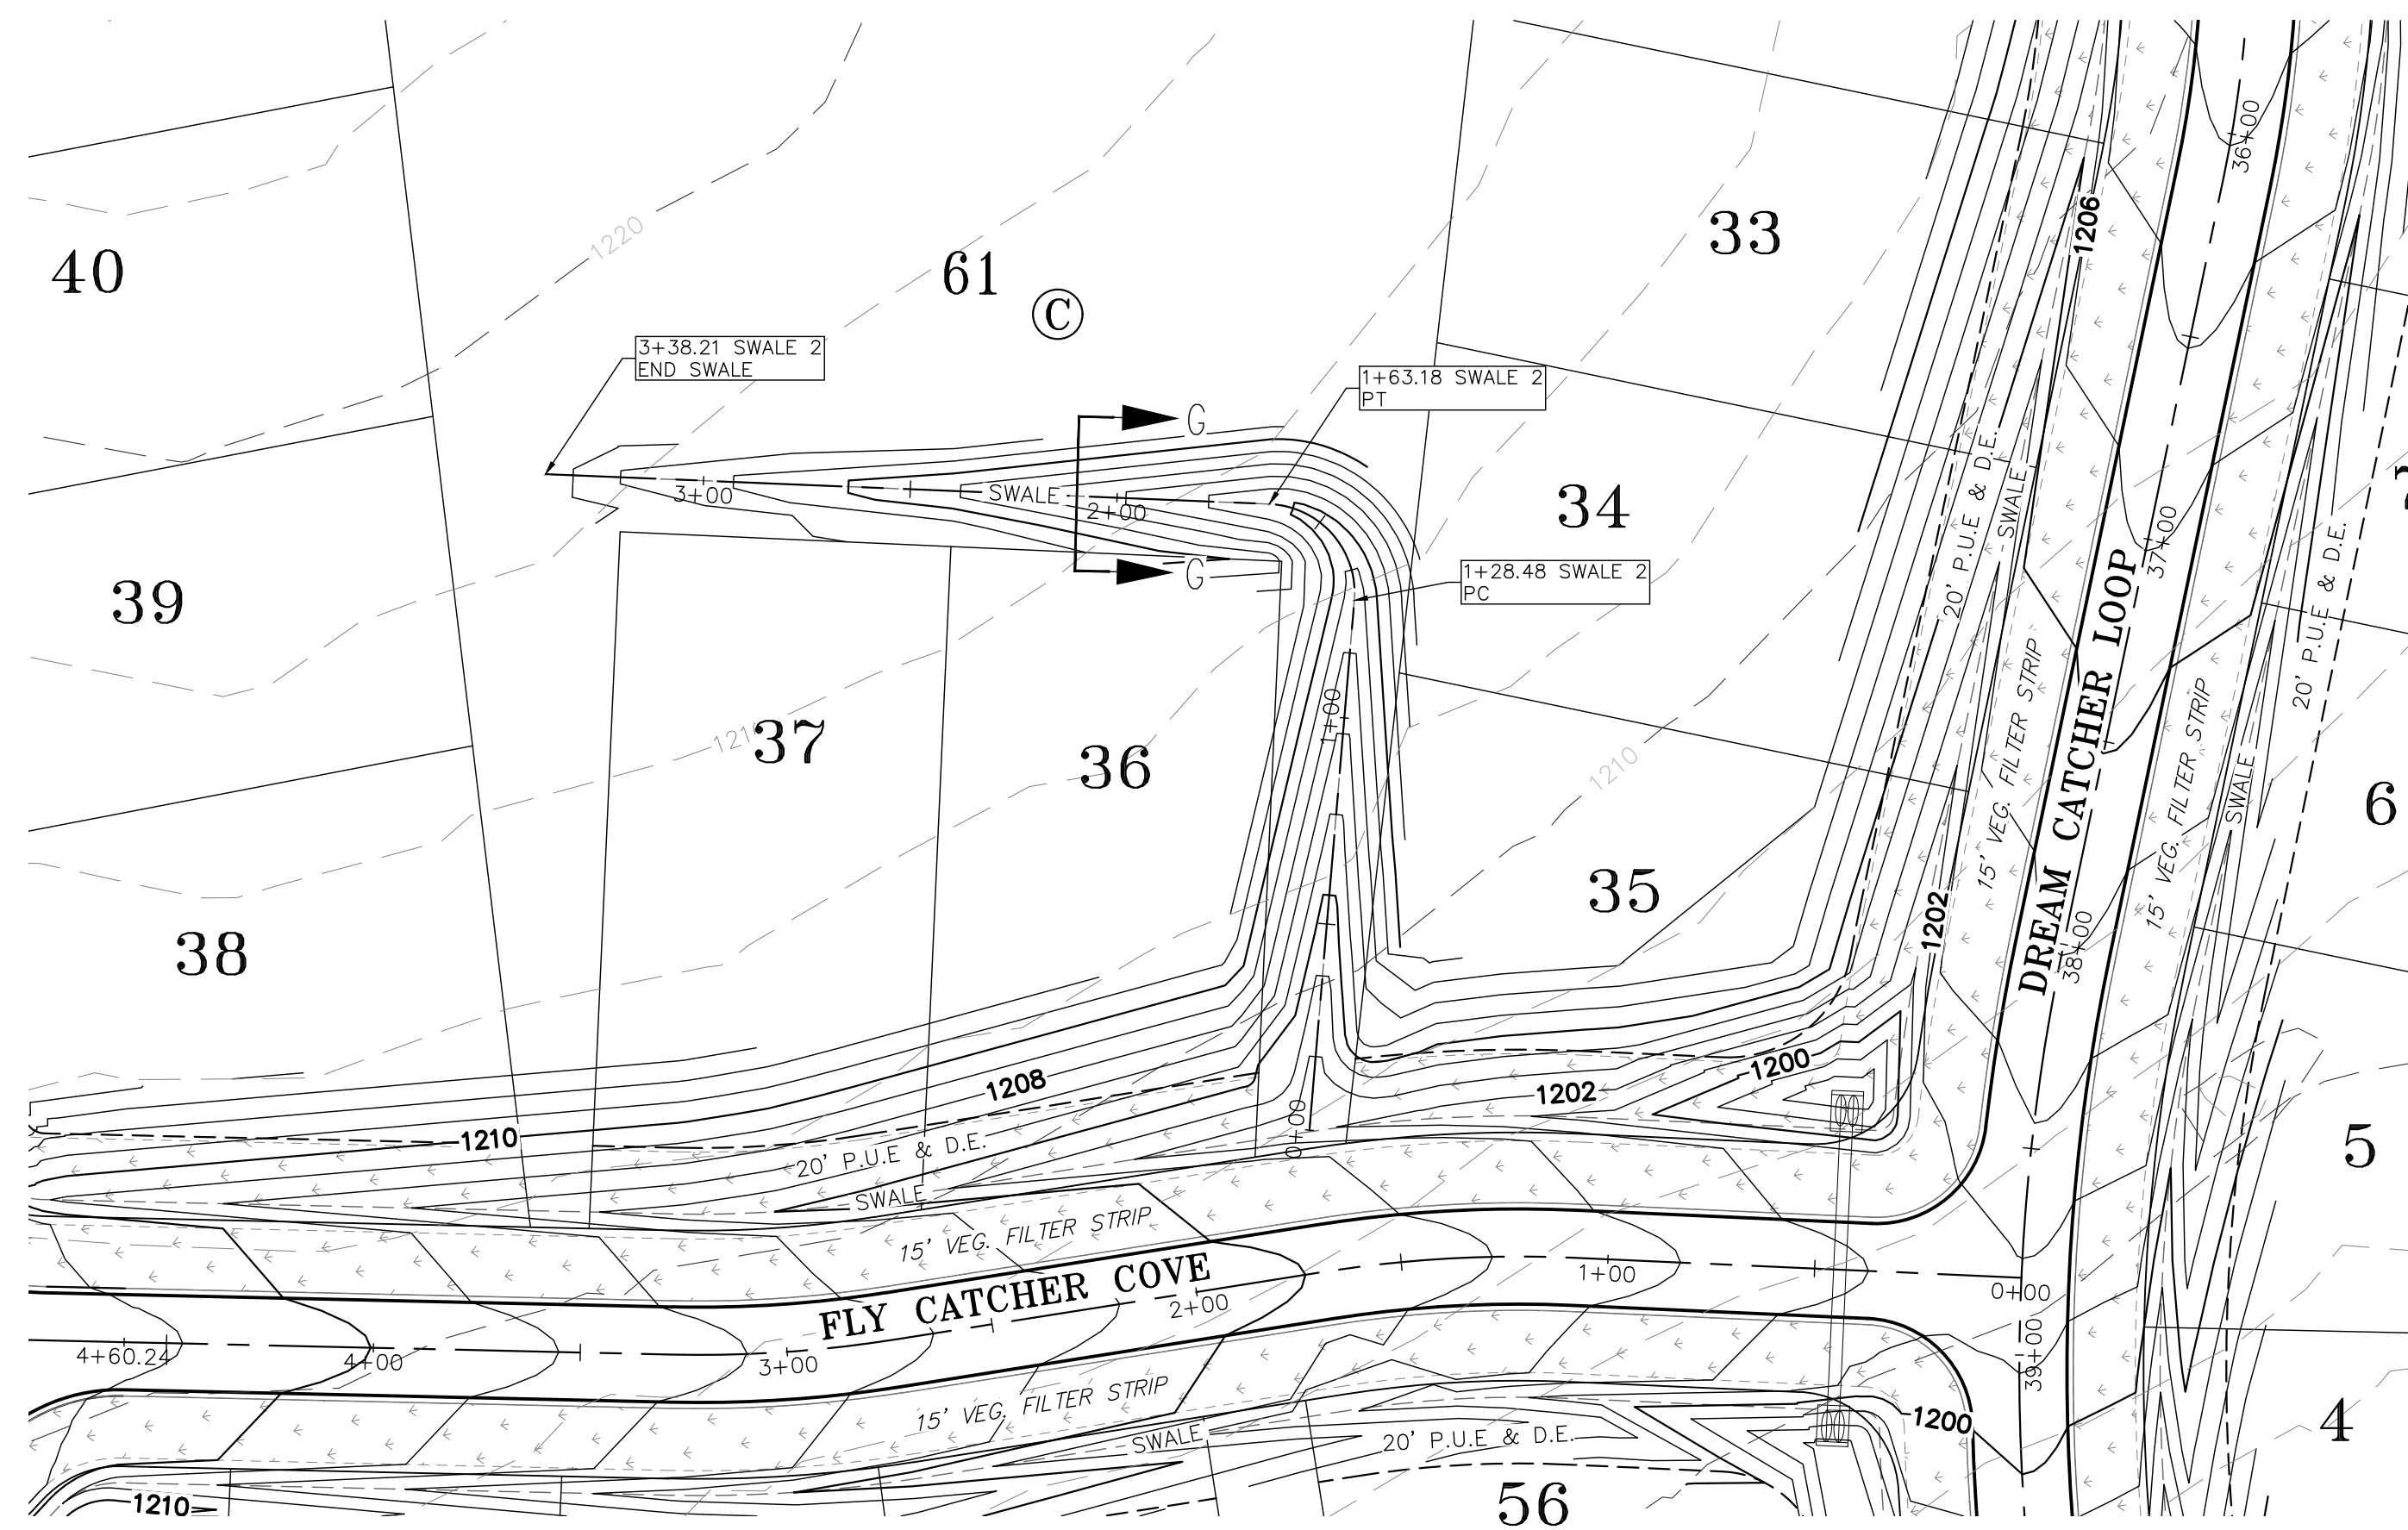 36+00
33
1206
1220
61
40
©
3+38.21 SWALE 2
END SWALE
1+63.18 SWALE 2
PT
G
SWALE
3+00
2+00
34
20' P.U.E & D.E.
SWALE
37+00
20' P.U.E & D.E.
G
1+28.48 SWALE 2
PC
39
DREAM CATCHER LOOP
15' VEG. FILTER STRIP
15' VEG. FILTER STRIP
SWALE
1+00
37
36
1210
6
35
1202
38+00
38
1208
1200
1202
0+00
1210
20' P.U.E & D.E.
SWALE
5
15' VEG. FILTER STRIP
FLY CATCHER COVE
1+00
0+00
2+00
3+00
4+00
4+60.24
39+00
15' VEG. FILTER STRIP
SWALE
20' P.U.E & D.E.
1200
4
1210
56